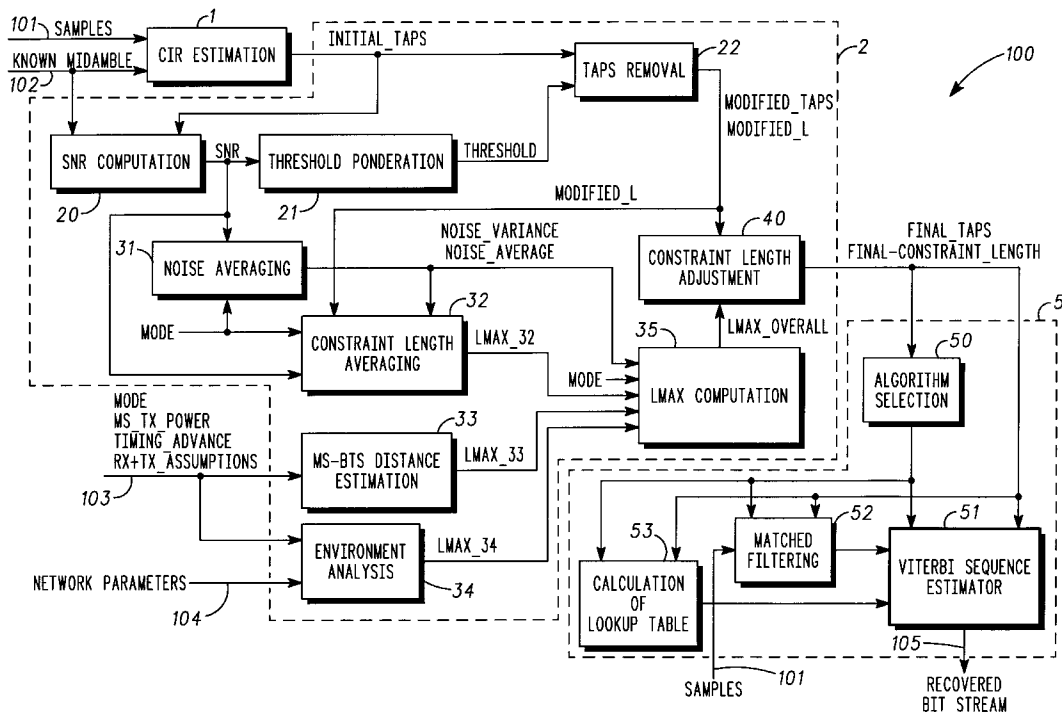 101 SAMPLES
1
CIR ESTIMATION
KNOWN MIDAMBLE
102
INITIAL_TAPS
22
TAPS REMOVAL
2
100
MODIFIED_TAPS
MODIFIED_L
SNR COMPUTATION
20
SNR
THRESHOLD PONDERATION
21
THRESHOLD
MODIFIED_L
31
NOISE AVERAGING
NOISE_VARIANCE
NOISE_AVERAGE
40
CONSTRAINT LENGTH
ADJUSTMENT
FINAL_TAPS
FINAL-CONSTRAINT_LENGTH
MODE
32
CONSTRAINT LENGTH
AVERAGING
LMAX_32
LMAX_OVERALL
35
MODE
LMAX COMPUTATION
5
50
ALGORITHM
SELECTION
MODE
MS_TX_POWER
TIMING_ADVANCE
RX+TX_ASSUMPTIONS
103
33
MS-BTS DISTANCE
ESTIMATION
LMAX_33
ENVIRONMENT
ANALYSIS
34
LMAX_34
NETWORK PARAMETERS
104
53
CALCULATION
OF
LOOKUP TABLE
52
MATCHED
FILTERING
51
VITERBI SEQUENCE
ESTIMATOR
105
SAMPLES
101
RECOVERED
BIT STREAM